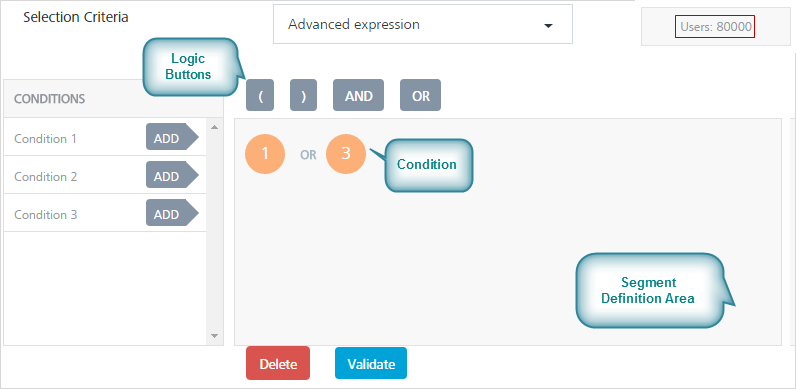 Selection Criteria
Advanced expression
Users: 80000
Logic
Buttons
( ) AND OR
CONDITIONS
Condition 1 ADD
Condition 2 ADD
Condition 3 ADD
1 OR 3
Condition
Segment
Definition Area
Delete Validate